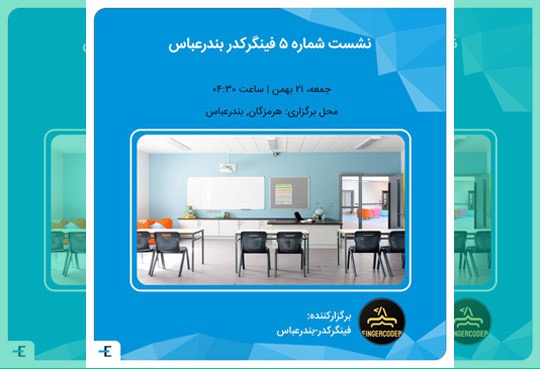 نشست شماره ۵ فینگرکدر بندرعباس
جمعه، ۲۱ بهمن | ساعت ۰۴:۳۰
محل برگزاری: هرمزگان, بندرعباس
برگزارکننده:
فینگرکدر-بندرعباس
FINGERCODER
FINGERCODER